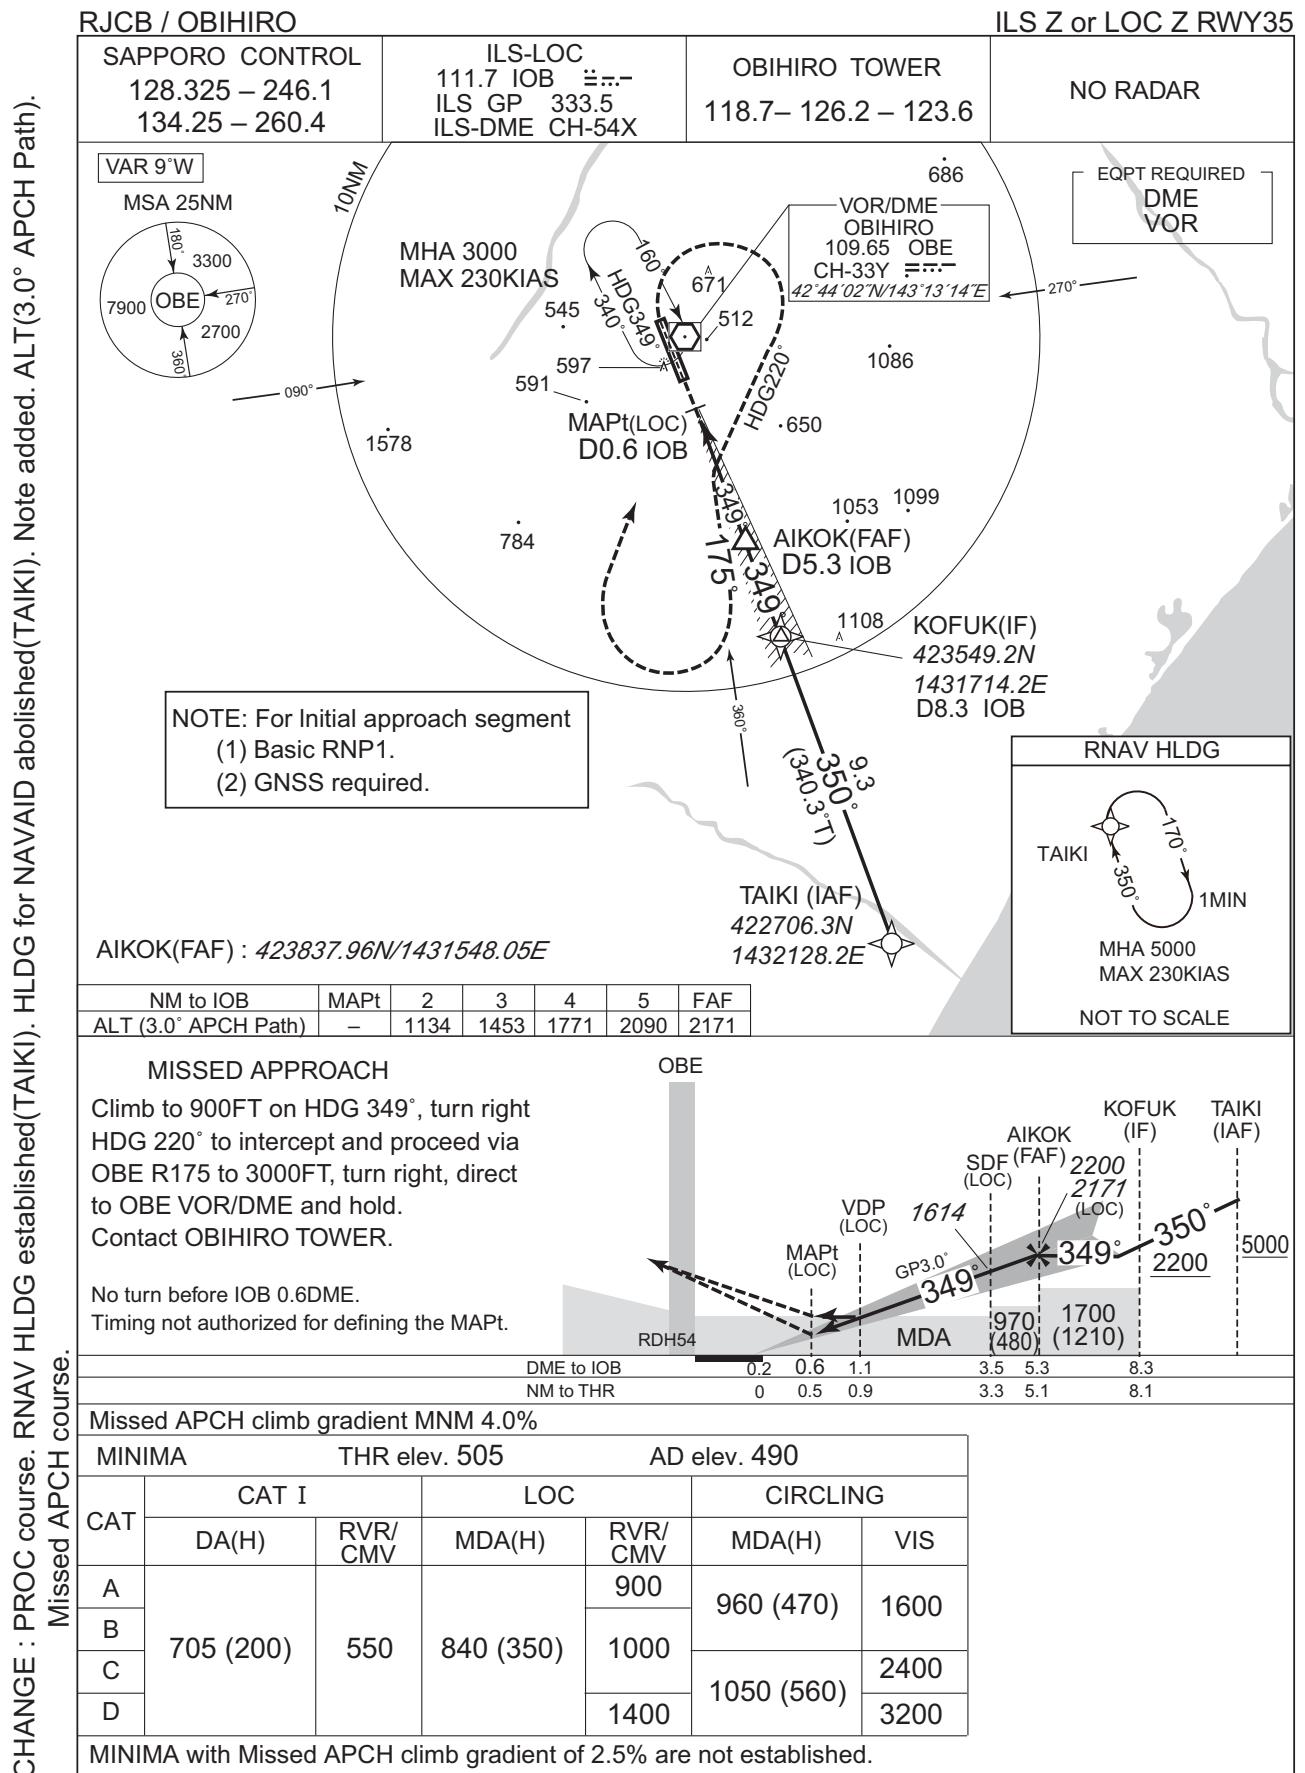 RJCB / OBIHIRO
ILS Z or LOC Z RWY35
SAPPORO CONTROL
128.325 – 246.1
134.25 – 260.4
ILS-LOC
111.7 IOB
ILS GP 333.5
ILS-DME CH-54X
OBIHIRO TOWER
118.7– 126.2 – 123.6
NO RADAR
VAR 9˚W
MSA 25NM
180˚
3300
OBE
270˚
7900
2700
360˚
10NM
MHA 3000
MAX 230KIAS
160˚
HDG349˚
340˚
671
512
545
597
591
686
VOR/DME
OBIHIRO
109.65 OBE
CH-33Y
42˚44´02˝N/143˚13´14˝E
EQPT REQUIRED
DME
VOR
270˚
090˚
1086
HDG220˚
650
MAPt(LOC)
D0.6 IOB
1578
784
349˚
175˚
349˚
1053
1099
AIKOK(FAF)
D5.3 IOB
1108
KOFUK(IF)
423549.2N
1431714.2E
D8.3 IOB
360˚
NOTE: For Initial approach segment
(1) Basic RNP1.
(2) GNSS required.
9.3
350˚
(340.3˚T)
RNAV HLDG
TAIKI
170˚
350˚
1MIN
MHA 5000
MAX 230KIAS
NOT TO SCALE
TAIKI (IAF)
422706.3N
1432128.2E
AIKOK(FAF) : 423837.96N/1431548.05E
NM to IOB MAPt 2 3 4 5 FAF
ALT (3.0˚ APCH Path) – 1134 1453 1771 2090 2171
MISSED APPROACH
Climb to 900FT on HDG 349˚, turn right
HDG 220˚ to intercept and proceed via
OBE R175 to 3000FT, turn right, direct
to OBE VOR/DME and hold.
Contact OBIHIRO TOWER.
No turn before IOB 0.6DME.
Timing not authorized for defining the MAPt.
OBE
RDH54
MAPt
(LOC)
VDP
(LOC)
1614
GP3.0˚
349˚
SDF
(LOC)
AIKOK
(FAF)
2200
2171
(LOC)
KOFUK
(IF)
TAIKI
(IAF)
349˚
350˚
2200
5000
MDA
970
(480)
1700
(1210)
DME to IOB 0.2 0.6 1.1 3.5 5.3 8.3
NM to THR 0 0.5 0.9 3.3 5.1 8.1
Missed APCH climb gradient MNM 4.0%
MINIMA THR elev. 505 AD elev. 490
CAT CAT I LOC CIRCLING
DA(H) RVR/CMV MDA(H) RVR/CMV MDA(H) VIS
A 705 (200) 550 840 (350) 900 960 (470) 1600
B 1000
C 1050 (560) 2400
D 1400 3200
MINIMA with Missed APCH climb gradient of 2.5% are not established.
CHANGE : PROC course. RNAV HLDG established(TAIKI). HLDG for NAVAID abolished(TAIKI). Note added. ALT(3.0° APCH Path).
Missed APCH course.